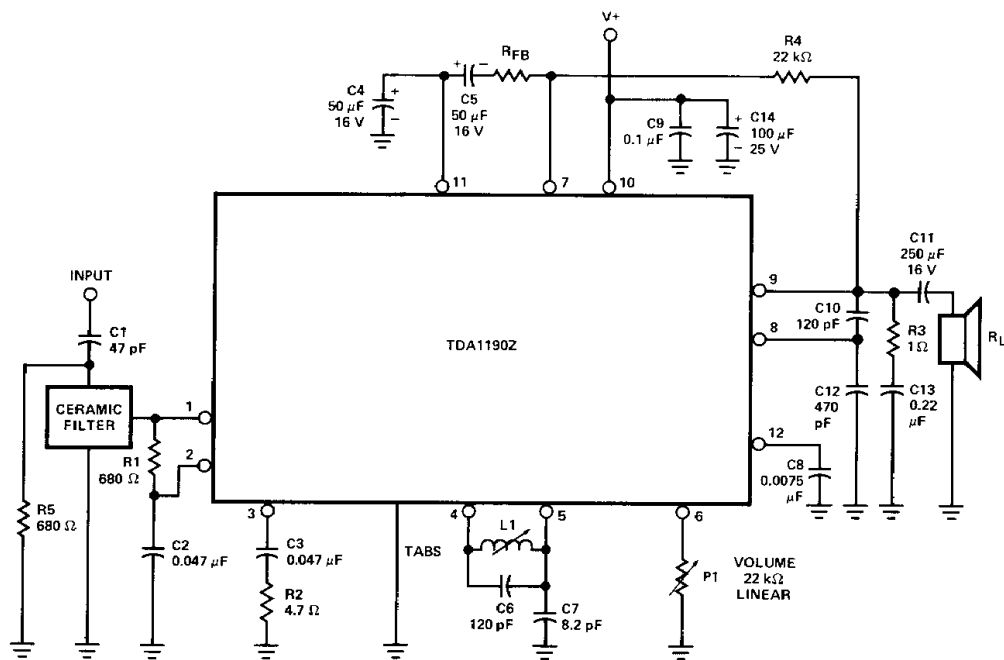 V+
R4
22 kΩ
RFB
+ −
C4
50 µF
16 V
+
−
C5
50 µF
16 V
C9
0.1 µF
+
−
C14
100 µF
25 V
11
7
10
INPUT
C1
47 pF
CERAMIC
FILTER
1
2
R1
680 Ω
R5
680 Ω
C2
0.047 µF
TDA1190Z
9
8
12
C10
120 pF
C11
250 µF
16 V
R3
1Ω
RL
C12
470
pF
C13
0.22
µF
C8
0.0075
µF
3
C3
0.047 µF
R2
4.7 Ω
TABS
4
5
L1
C6
120 pF
C7
8.2 pF
6
P1
VOLUME
22 kΩ
LINEAR